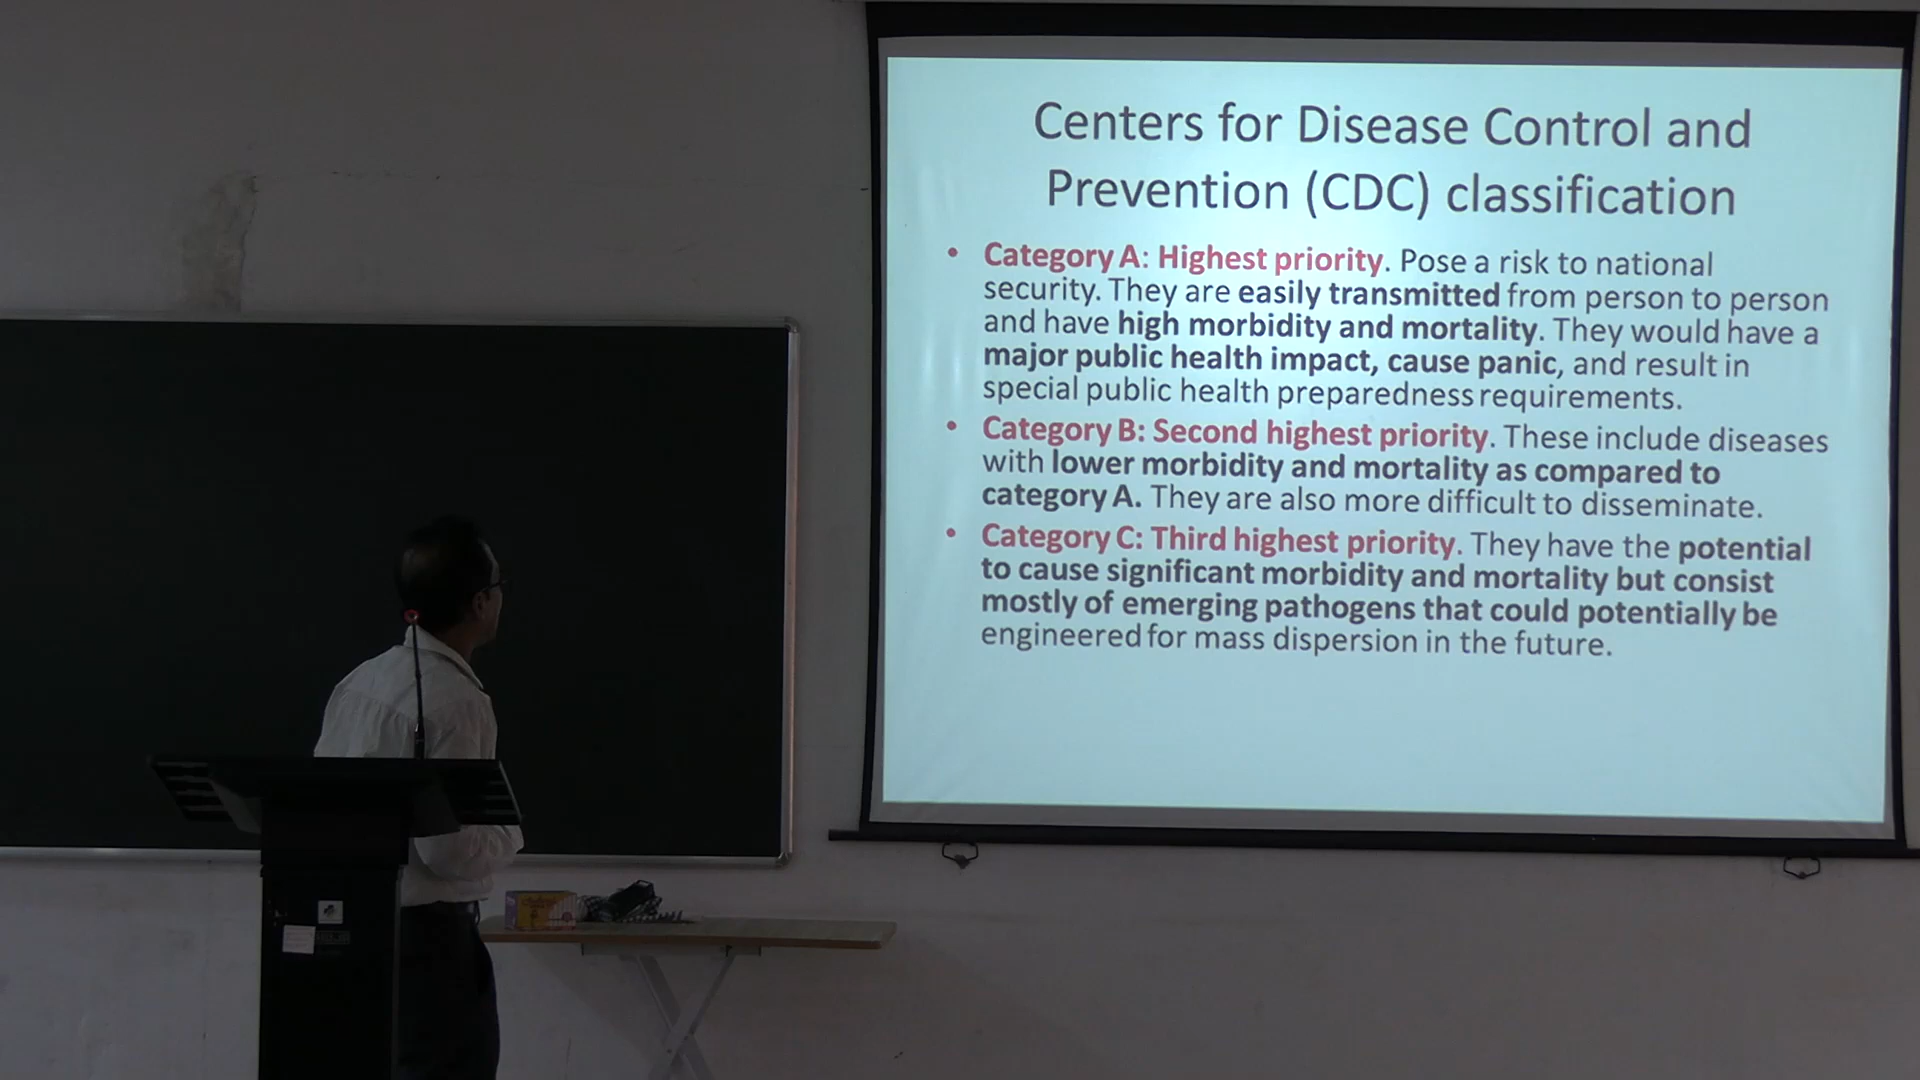 Centers for Disease Control and
Prevention (CDC) classification
• Category A: Highest priority. Pose a risk to national
security. They are easily transmitted from person to person
and have high morbidity and mortality. They would have a
major public health impact, cause panic, and result in
special public health preparedness requirements.
• Category B: Second highest priority. These include diseases
with lower morbidity and mortality as compared to
category A. They are also more difficult to disseminate.
• Category C: Third highest priority. They have the potential
to cause significant morbidity and mortality but consist
mostly of emerging pathogens that could potentially be
engineered for mass dispersion in the future.